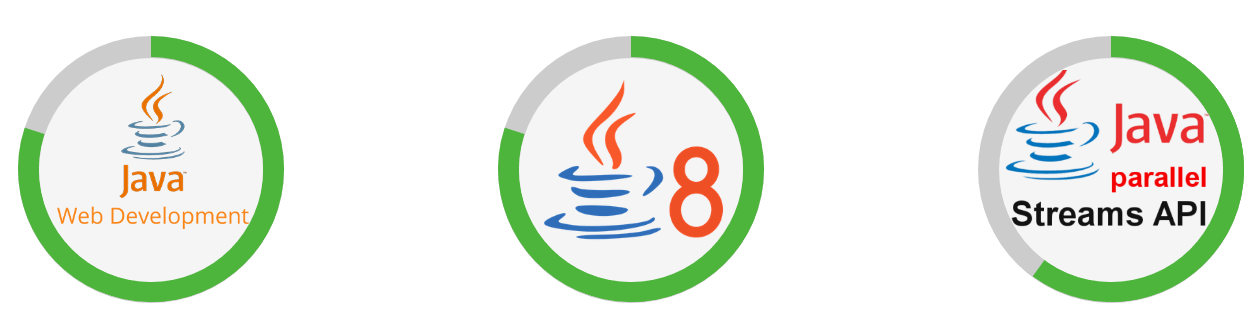 Java
Web Development
8
Java
parallel
Streams API